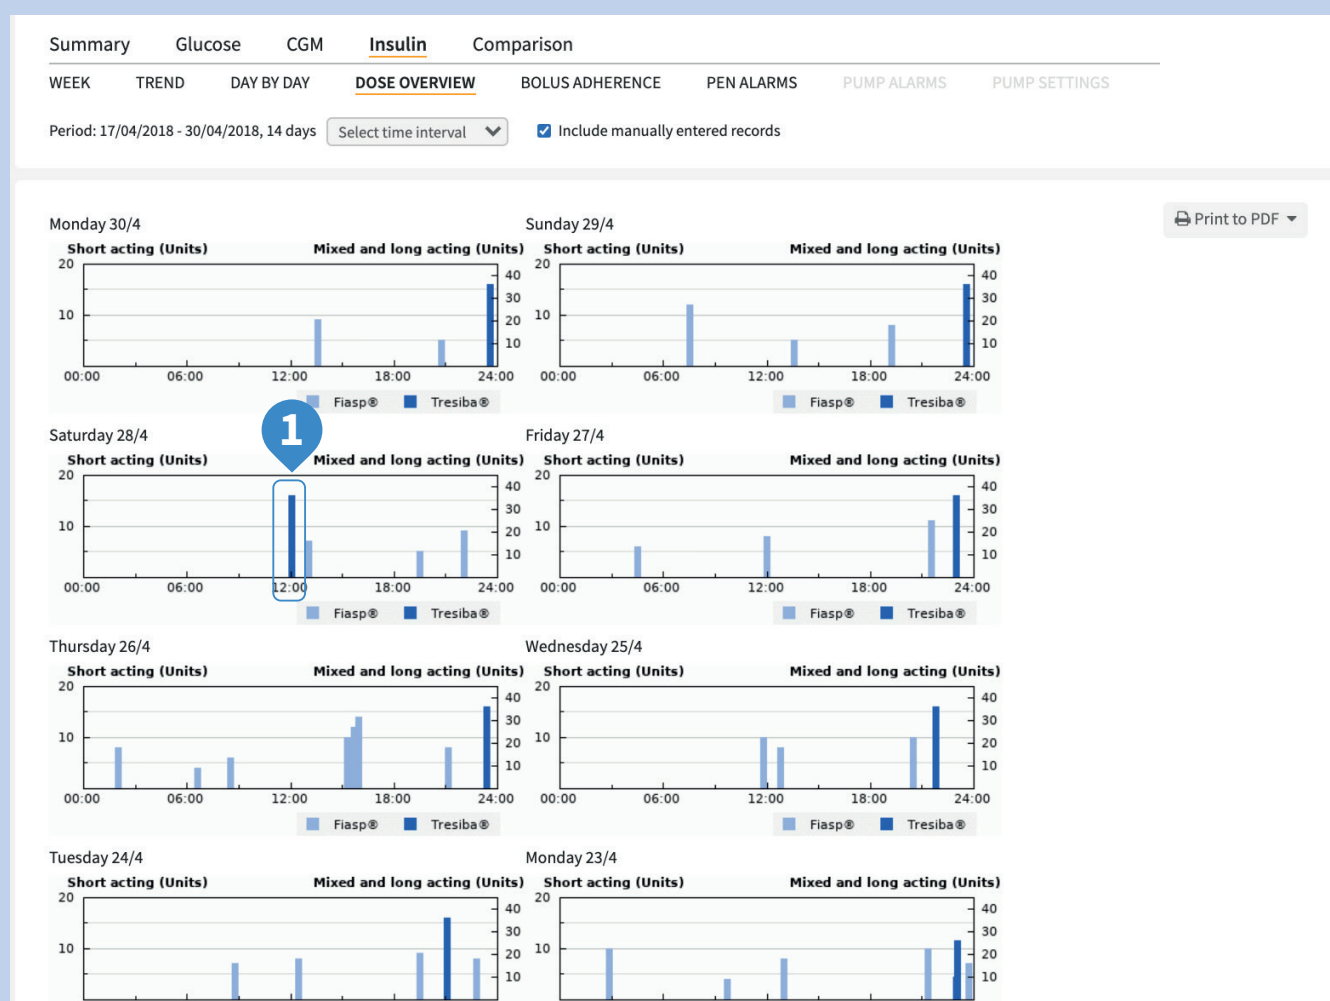 Summary Glucose CGM Insulin Comparison
WEEK TREND DAY BY DAY DOSE OVERVIEW BOLUS ADHERENCE PEN ALARMS PUMP ALARMS PUMP SETTINGS
Period: 17/04/2018 - 30/04/2018, 14 days Select time interval Include manually entered records
Print to PDF
Monday 30/4
Short acting (Units) Mixed and long acting (Units)
20
40
30
10 20
10
00:00 06:00 12:00 18:00 24:00
Fiasp® Tresiba®
Sunday 29/4
Short acting (Units) Mixed and long acting (Units)
20
40
30
10 20
10
00:00 06:00 12:00 18:00 24:00
Fiasp® Tresiba®
Saturday 28/4
1
Short acting (Units) Mixed and long acting (Units)
20
40
30
10 20
10
00:00 06:00 12:00 18:00 24:00
Fiasp® Tresiba®
Friday 27/4
Short acting (Units) Mixed and long acting (Units)
20
40
30
10 20
10
00:00 06:00 12:00 18:00 24:00
Fiasp® Tresiba®
Thursday 26/4
Short acting (Units) Mixed and long acting (Units)
20
40
30
10 20
10
00:00 06:00 12:00 18:00 24:00
Fiasp® Tresiba®
Wednesday 25/4
Short acting (Units) Mixed and long acting (Units)
20
40
30
10 20
10
00:00 06:00 12:00 18:00 24:00
Fiasp® Tresiba®
Tuesday 24/4
Short acting (Units) Mixed and long acting (Units)
20
40
30
10 20
10
Monday 23/4
Short acting (Units) Mixed and long acting (Units)
20
40
30
10 20
10